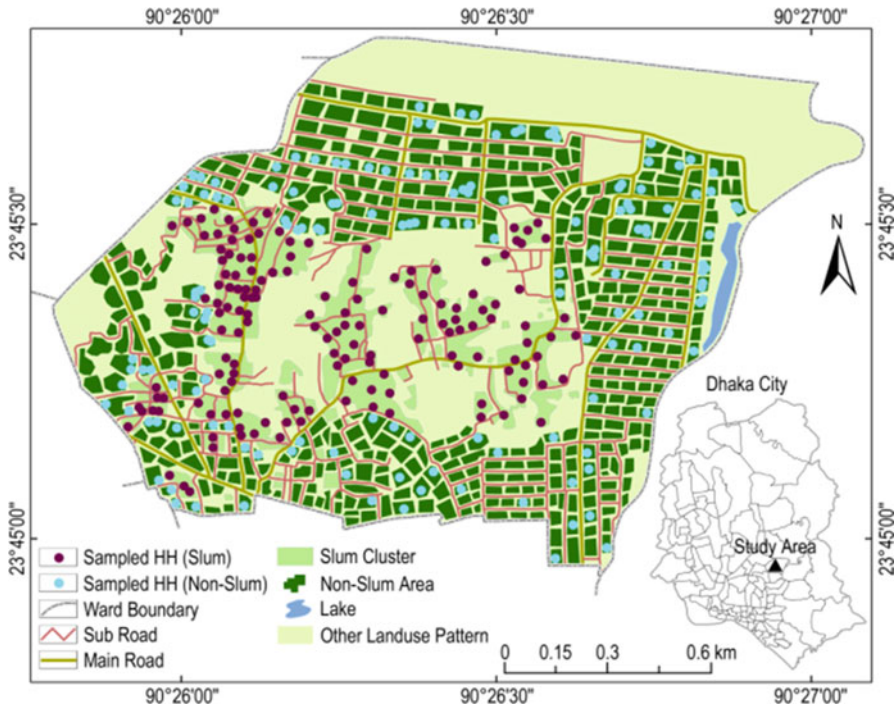 90°26'00" 90°26'30" 90°27'00"
23°45'30" 23°45'30"
N
Dhaka City
Study Area
23°45'00" 23°45'00"
Sampled HH (Slum)
Sampled HH (Non-Slum)
Ward Boundary
Sub Road
Main Road
Slum Cluster
Non-Slum Area
Lake
Other Landuse Pattern
0 0.15 0.3 0.6 km
90°26'00" 90°26'30" 90°27'00"